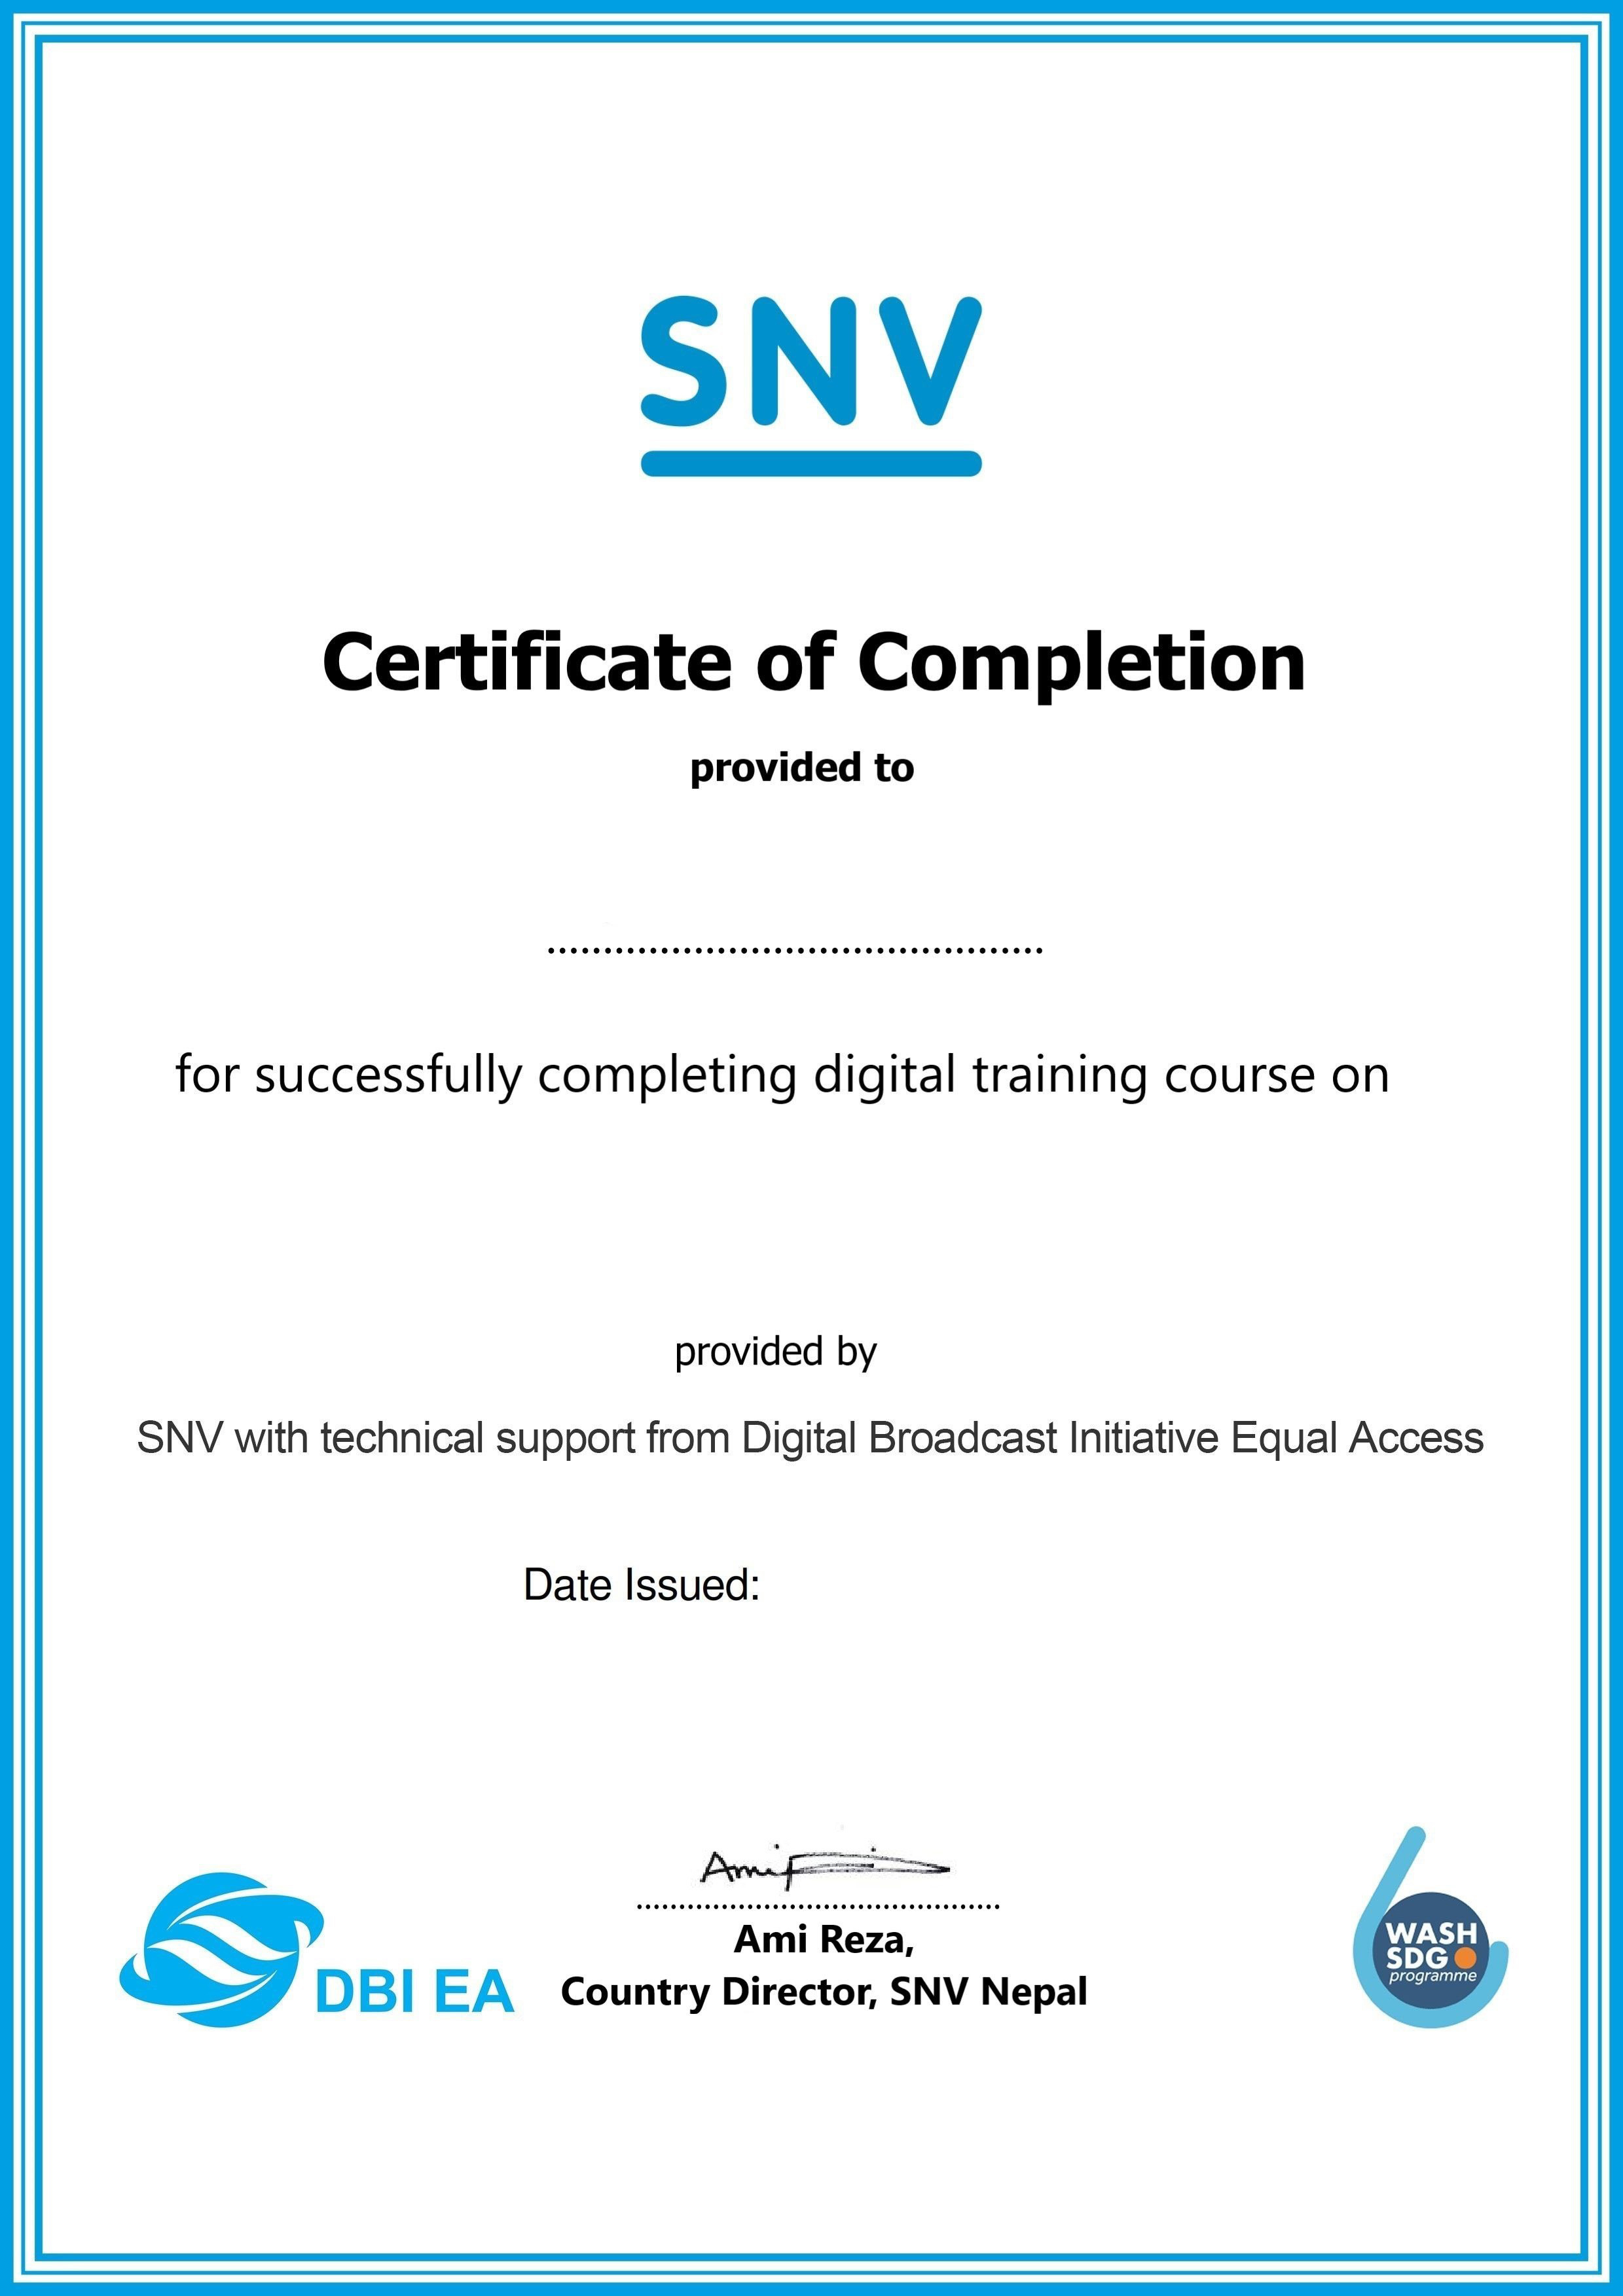 SNV
Certificate of Completion
provided to
............................................
for successfully completing digital training course on
provided by
SNV with technical support from Digital Broadcast Initiative Equal Access
Date Issued:
Ami
............................................
Ami Reza,
Country Director, SNV Nepal
DBI EA
WASH
SDG
programme